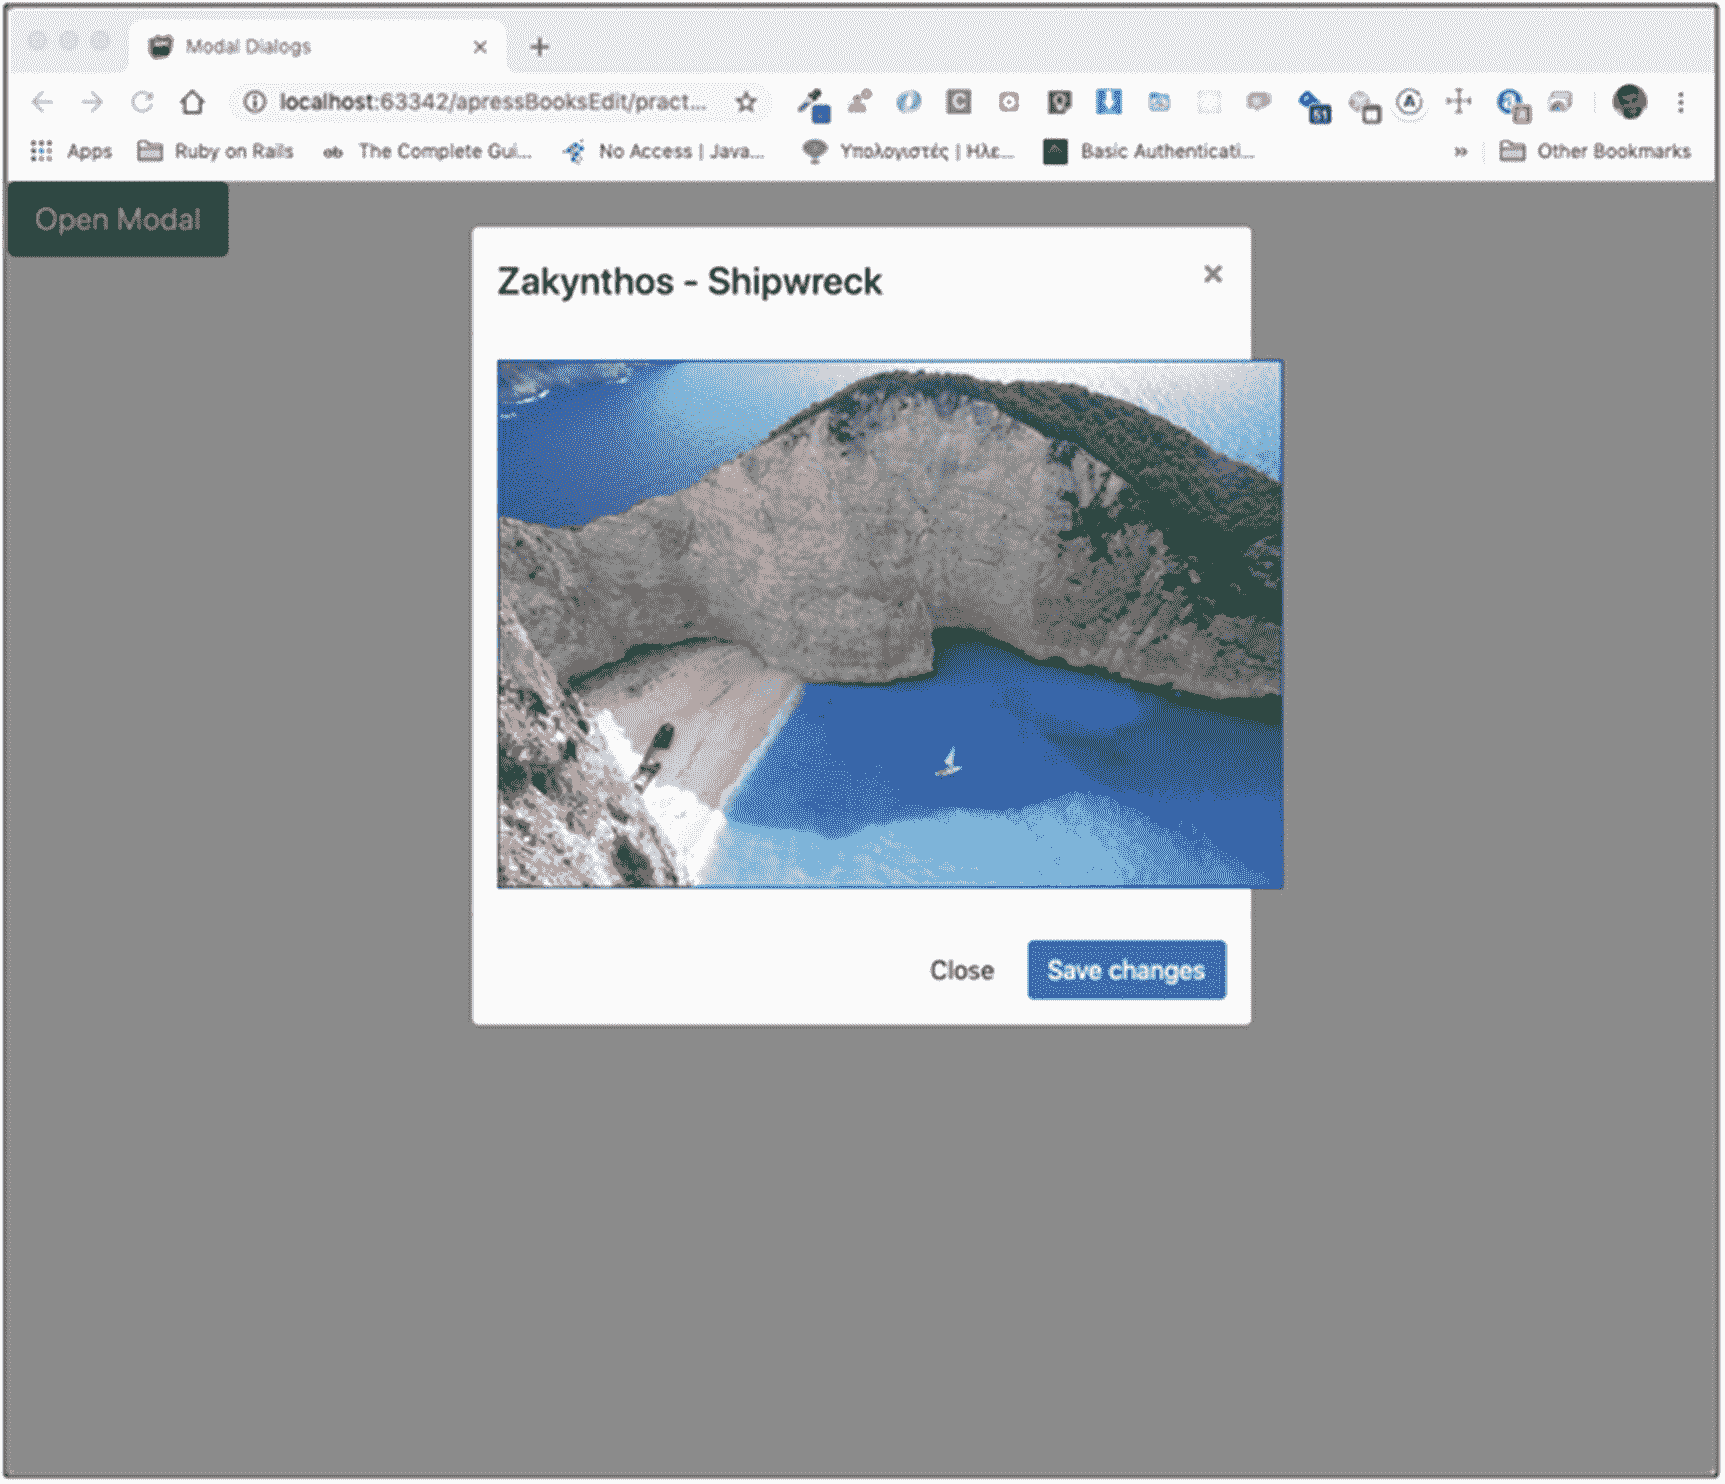 Modal Dialogs
localhost:63342/apressBooksEdit/pract...
Apps Ruby on Rails The Complete Gui... No Access | Java... Υπολογιστές | Ηλε... Basic Authenticati... » Other Bookmarks
Open Modal
Zakynthos - Shipwreck
Close Save changes